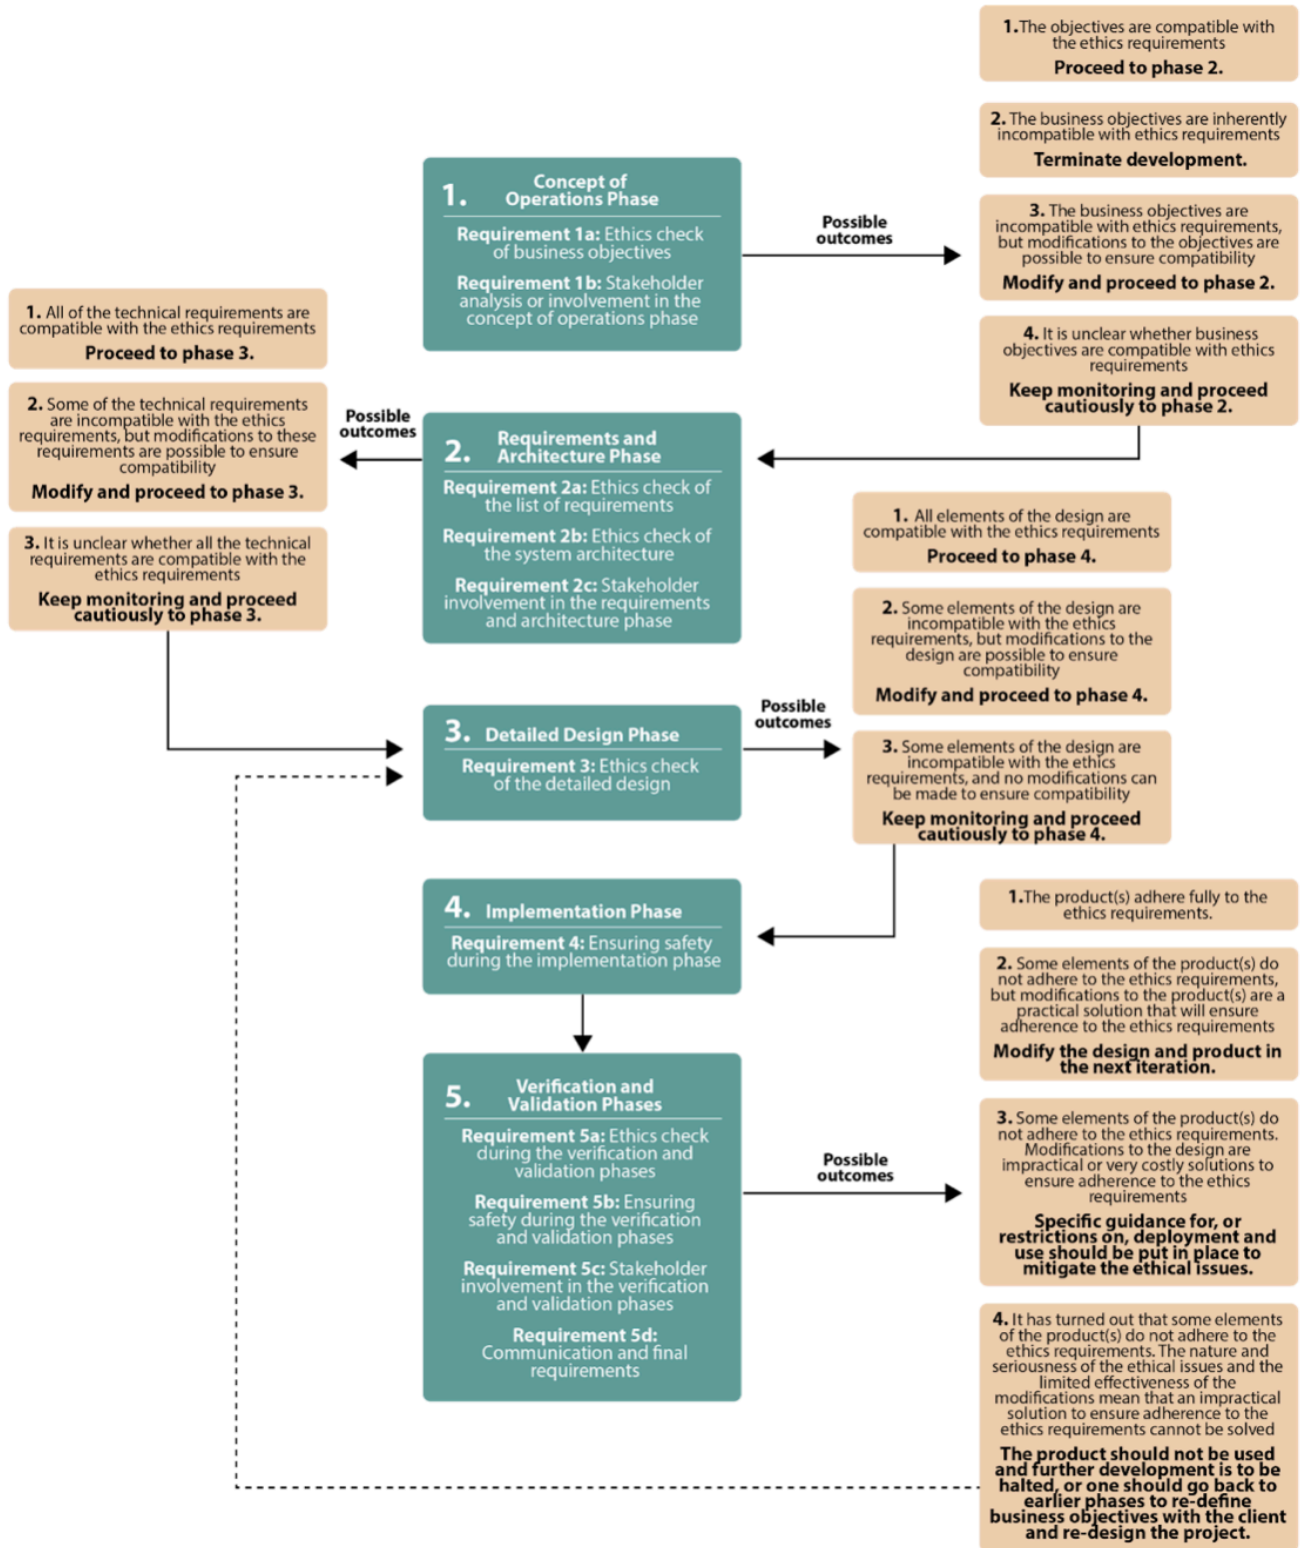 1.The objectives are compatible with
the ethics requirements
Proceed to phase 2.
2. The business objectives are inherently
incompatible with ethics requirements
Terminate development.
3. The business objectives are
incompatible with ethics requirements,
but modifications to the objectives are
possible to ensure compatibility
Modify and proceed to phase 2.
4. It is unclear whether business
objectives are compatible with ethics
requirements
Keep monitoring and proceed
cautiously to phase 2.
1. Concept of
Operations Phase
Requirement 1a: Ethics check
of business objectives
Requirement 1b: Stakeholder
analysis or involvement in the
concept of operations phase
Possible
outcomes
1. All of the technical requirements are
compatible with the ethics requirements
Proceed to phase 3.
2. Some of the technical requirements
are incompatible with the ethics
requirements, but modifications to these
requirements are possible to ensure
compatibility
Modify and proceed to phase 3.
3. It is unclear whether all the technical
requirements are compatible with the
ethics requirements
Keep monitoring and proceed
cautiously to phase 3.
Possible
outcomes
2. Requirements and
Architecture Phase
Requirement 2a: Ethics check of
the list of requirements
Requirement 2b: Ethics check of
the system architecture
Requirement 2c: Stakeholder
involvement in the requirements
and architecture phase
1. All elements of the design are
compatible with the ethics requirements
Proceed to phase 4.
2. Some elements of the design are
incompatible with the ethics
requirements, but modifications to the
design are possible to ensure
compatibility
Modify and proceed to phase 4.
3. Some elements of the design are
incompatible with the ethics
requirements, and no modifications can
be made to ensure compatibility
Keep monitoring and proceed
cautiously to phase 4.
3. Detailed Design Phase
Requirement 3: Ethics check
of the detailed design
Possible
outcomes
4. Implementation Phase
Requirement 4: Ensuring safety
during the implementation phase
5. Verification and
Validation Phases
Requirement 5a: Ethics check
during the verification and
validation phases
Requirement 5b: Ensuring
safety during the verification
and validation phases
Requirement 5c: Stakeholder
involvement in the verification
and validation phases
Requirement 5d:
Communication and final
requirements
Possible
outcomes
1.The product(s) adhere fully to the
ethics requirements.
2. Some elements of the product(s) do
not adhere to the ethics requirements,
but modifications to the product(s) are a
practical solution that will ensure
adherence to the ethics requirements
Modify the design and product in
the next iteration.
3. Some elements of the product(s) do
not adhere to the ethics requirements.
Modifications to the design are
impractical or very costly solutions to
ensure adherence to the ethics
requirements
Specific guidance for, or
restrictions on, deployment and
use should be put in place to
mitigate the ethical issues.
4. It has turned out that some elements
of the product(s) do not adhere to the
ethics requirements. The nature and
seriousness of the ethical issues and the
limited effectiveness of the
modifications mean that an impractical
solution to ensure adherence to the
ethics requirements cannot be solved
The product should not be used
and further development is to be
halted, or one should go back to
earlier phases to re-define
business objectives with the client
and re-design the project.